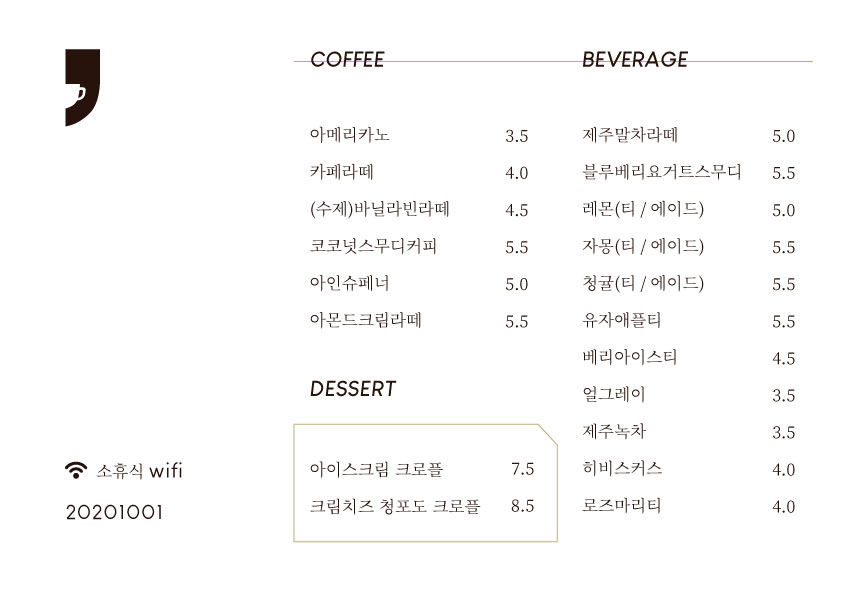 COFFEE
아메리카노 3.5
카페라떼 4.0
(수제)바닐라빈라떼 4.5
코코넛스무디커피 5.5
아인슈페너 5.0
아몬드크림라떼 5.5
DESSERT
아이스크림 크로플 7.5
크림치즈 청포도 크로플 8.5
BEVERAGE
제주말차라떼 5.0
블루베리요거트스무디 5.5
레몬(티 / 에이드) 5.0
자몽(티 / 에이드) 5.5
청귤(티 / 에이드) 5.5
유자애플티 5.5
베리아이스티 4.5
얼그레이 3.5
제주녹차 3.5
히비스커스 4.0
로즈마리티 4.0
소휴식 wifi
20201001